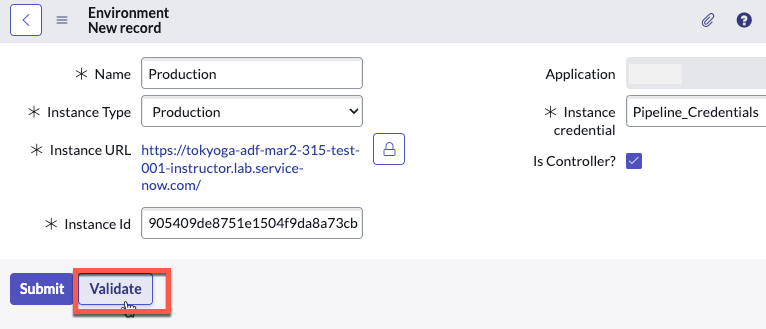 Environment
New record
Name
Production
Application
Instance Type
Production
Instance
credential
Pipeline_Credentials
Instance URL
https://tokyoga-adf-mar2-315-test-
001-instructor.lab.service-
now.com/
Is Controller?
Instance Id
905409de8751e1504f9da8a73cb
Submit
Validate